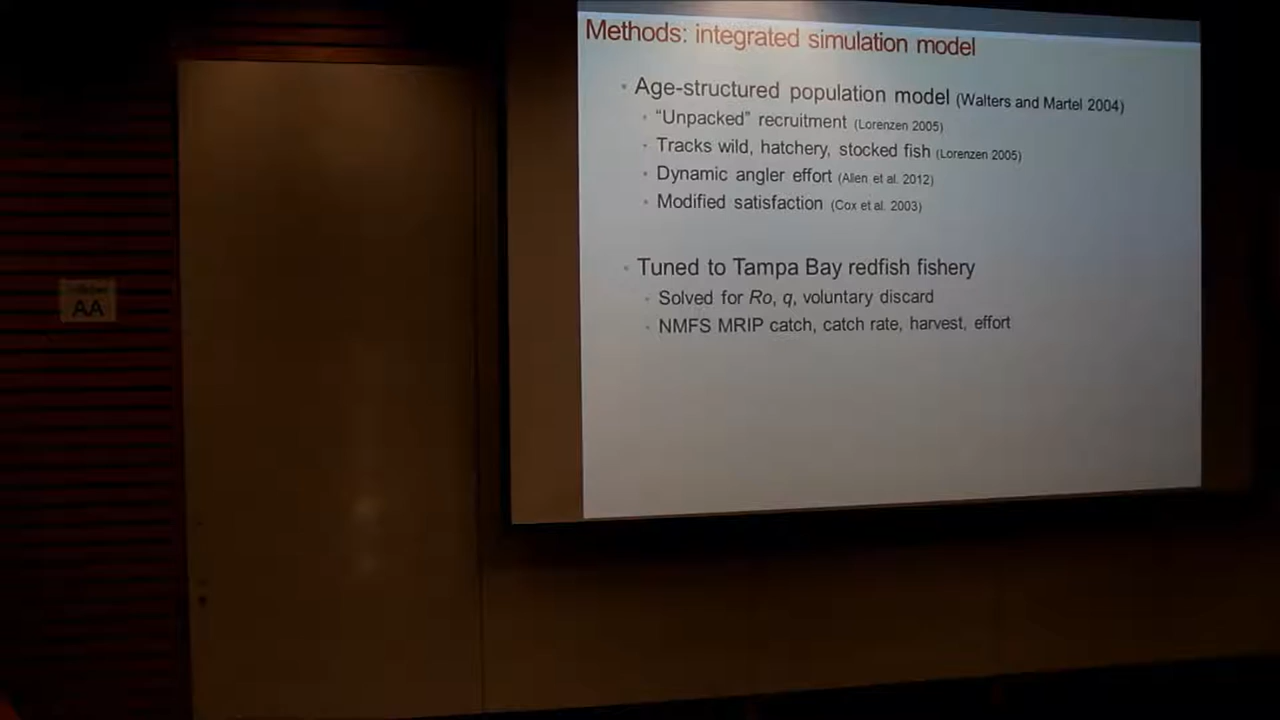 Methods: integrated simulation model
• Age-structured population model (Walters and Martel 2004)
• “Unpacked” recruitment (Lorenzen 2005)
• Tracks wild, hatchery, stocked fish (Lorenzen 2005)
• Dynamic angler effort (Allen et al. 2012)
• Modified satisfaction (Cox et al. 2003)
• Tuned to Tampa Bay redfish fishery
• Solved for Ro, q, voluntary discard
• NMFS MRIP catch, catch rate, harvest, effort
AA